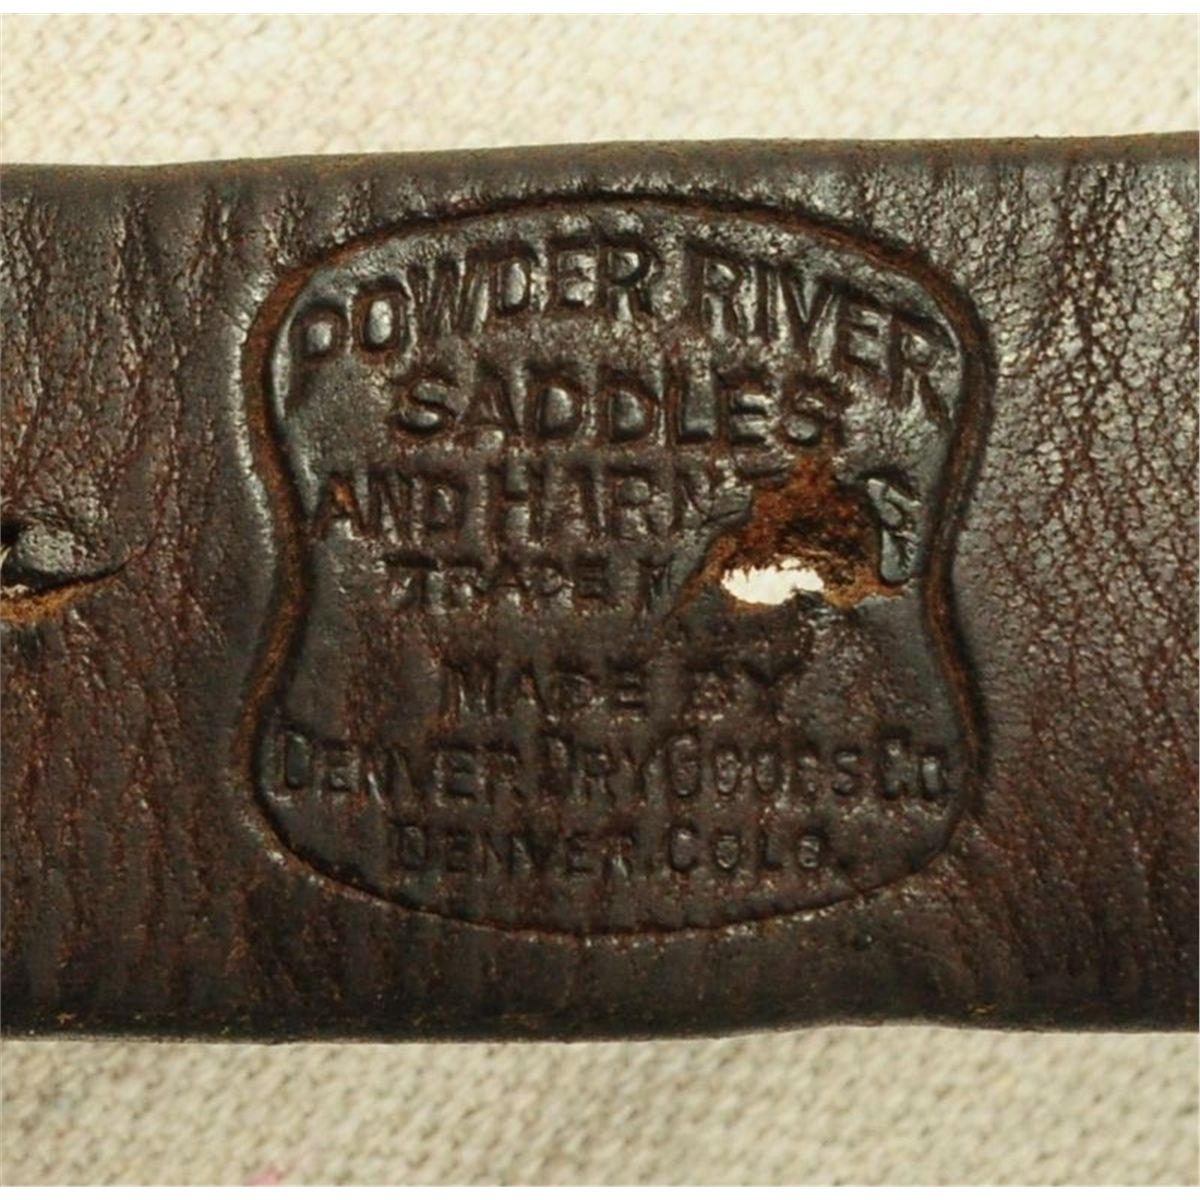 POWDER RIVER
SADDLES
AND
TRADE
MADE BY
DENVER DRY GOODS CO
DENVER. COLO.